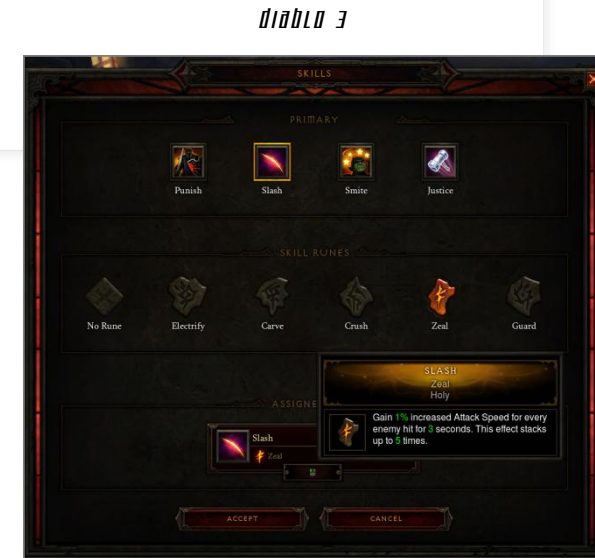 diablo 3
SKILLS
PRIMARY
Punish
Slash
Smite
Justice
SKILL RUNES
No Rune
Electrify
Carve
Crush
Zeal
Guard
SLASH
Zeal
Holy
Gain 1% increased Attack Speed for every
enemy hit for 3 seconds. This effect stacks
up to 5 times.
ASSIGNE
Slash
Zeal
ACCEPT
CANCEL